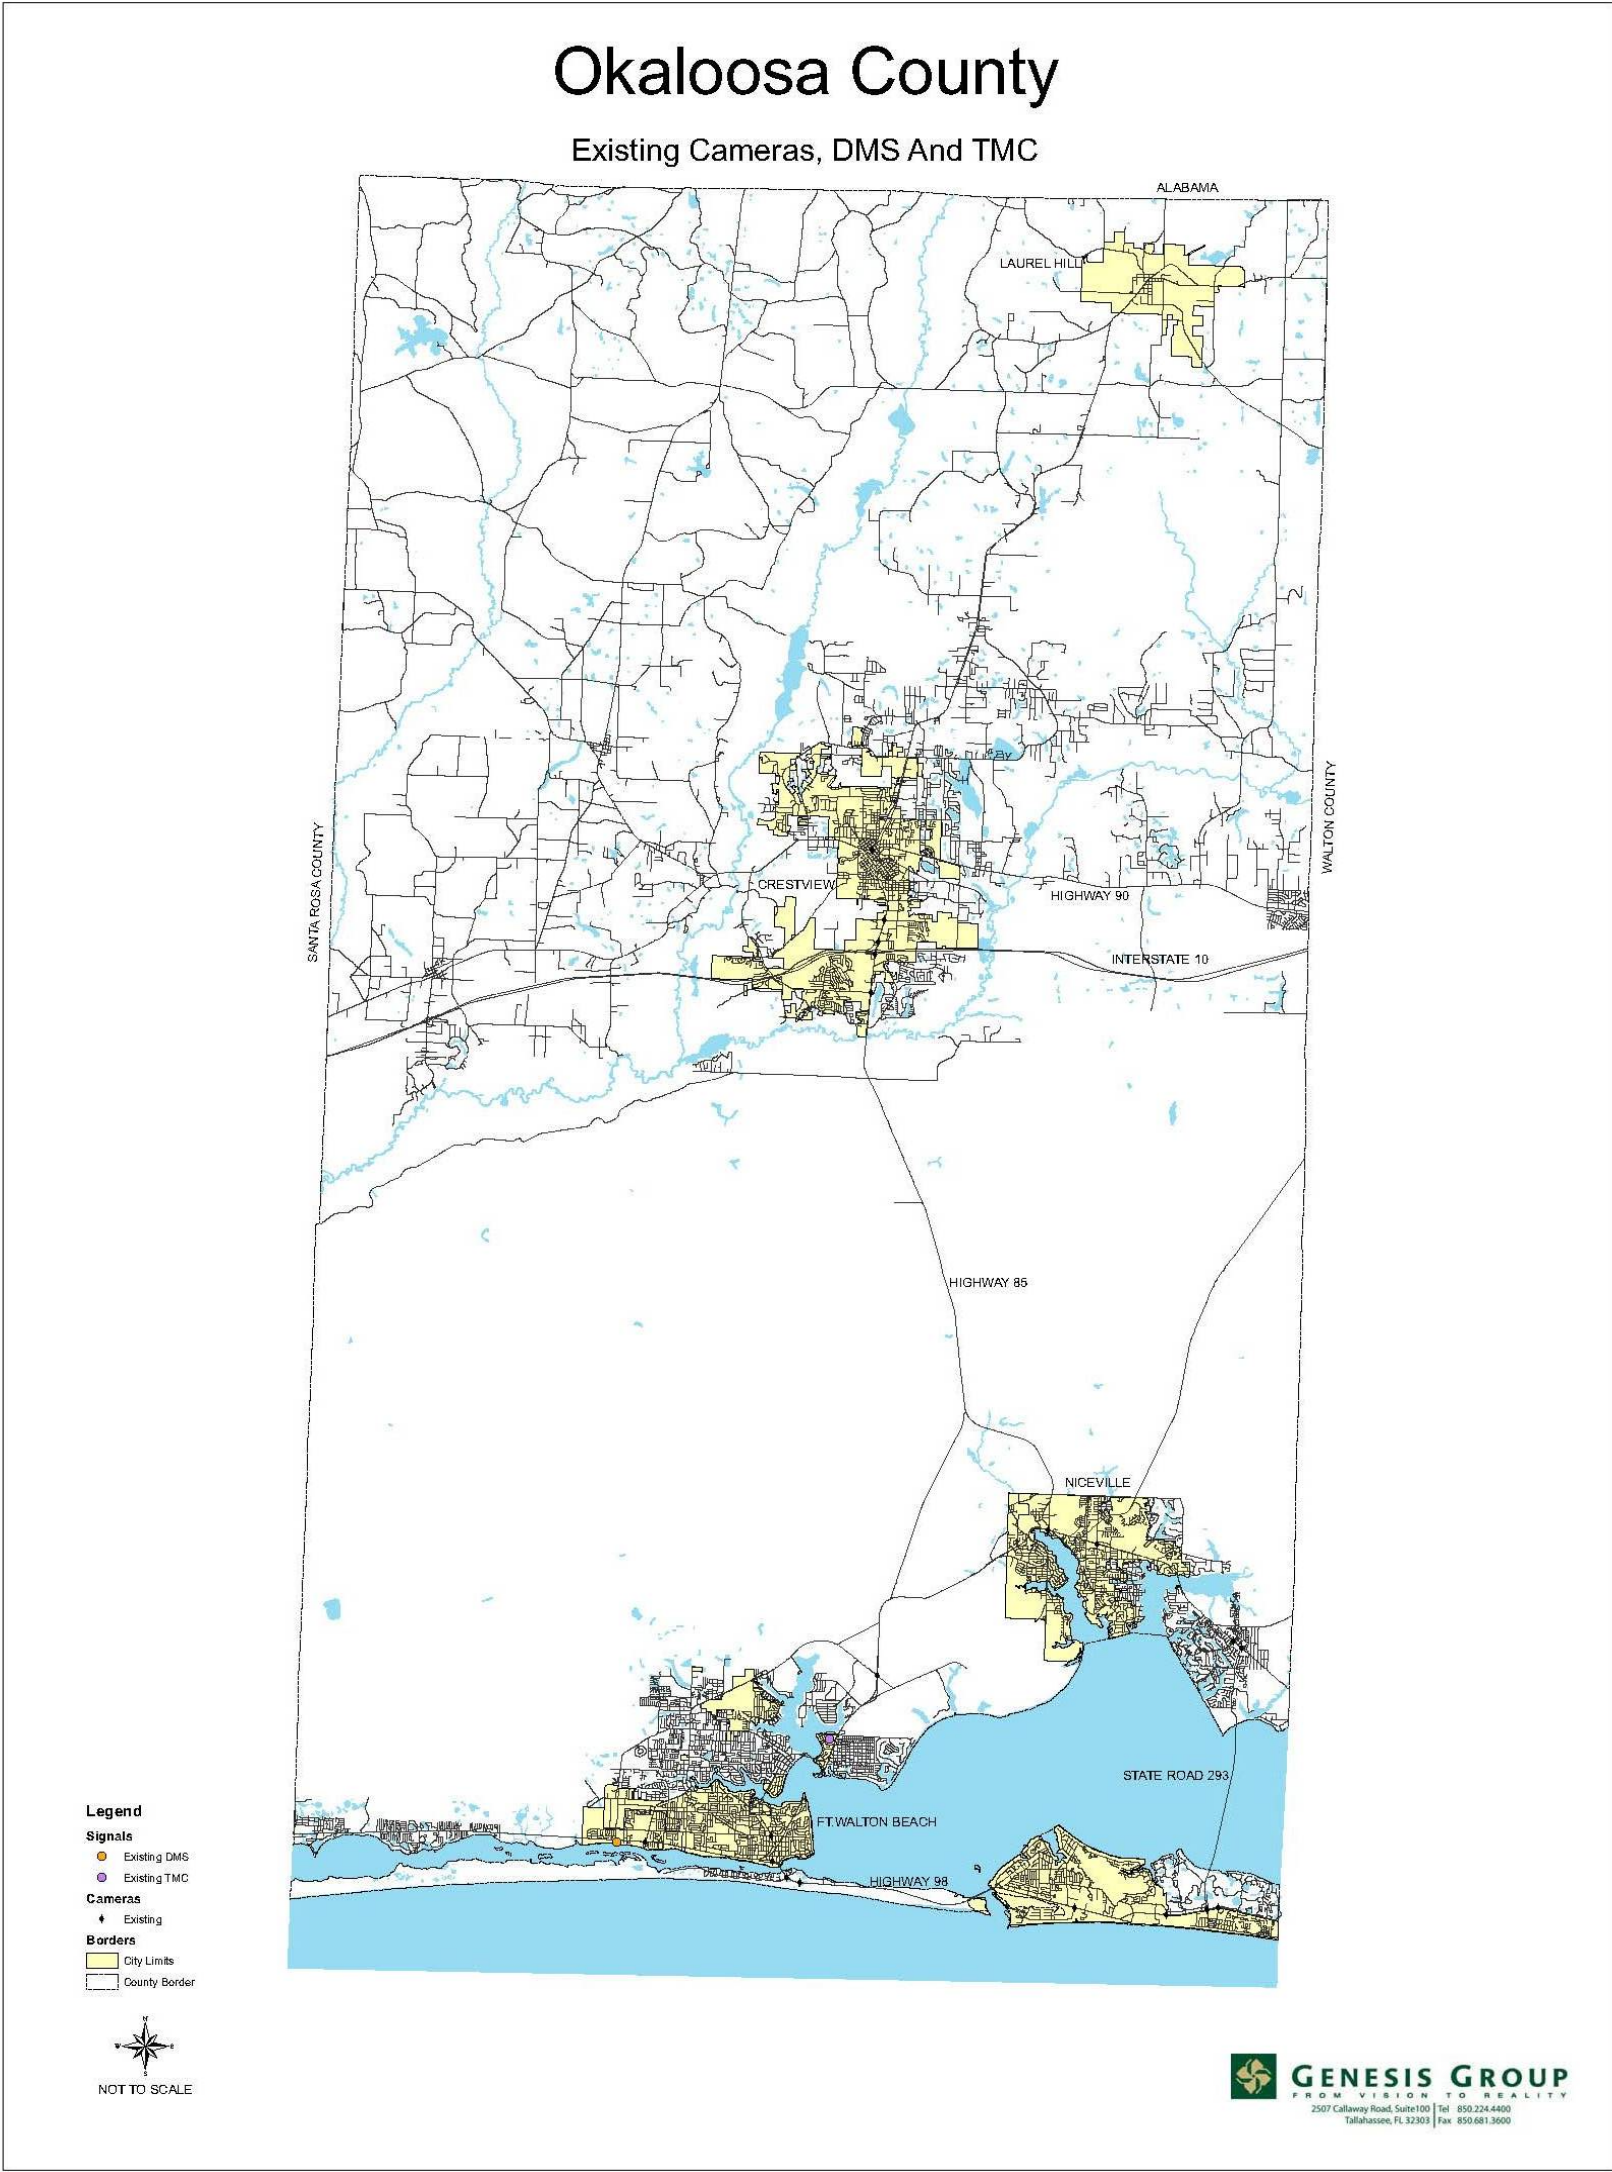 Okaloosa County
Existing Cameras, DMS And TMC
ALABAMA
LAUREL HILL
WALTON COUNTY
SANTA ROSA COUNTY
CRESTVIEW
HIGHWAY 90
INTERSTATE 10
HIGHWAY 85
NICEVILLE
STATE ROAD 293
FT.WALTON BEACH
HIGHWAY 98
Legend
Signals
Existing DMS
Existing TMC
Cameras
Existing
Borders
City Limits
County Border
N
W E
S
NOT TO SCALE
GENESIS GROUP
FROM VISION TO REALITY
2507 Callaway Road, Suite100 | Tel 850.224.4400
Tallahassee, FL 32303 | Fax 850.681.3600